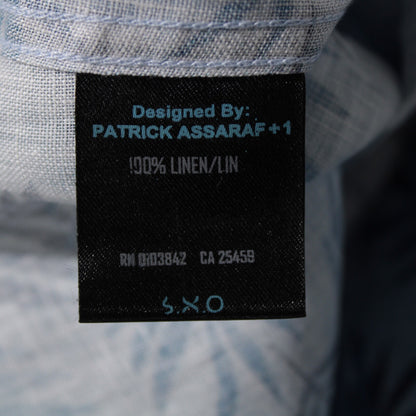 Designed By:
PATRICK ASSARAF+1
100% LINEN/LIN
RN 0103842 CA 25459
S.X.O